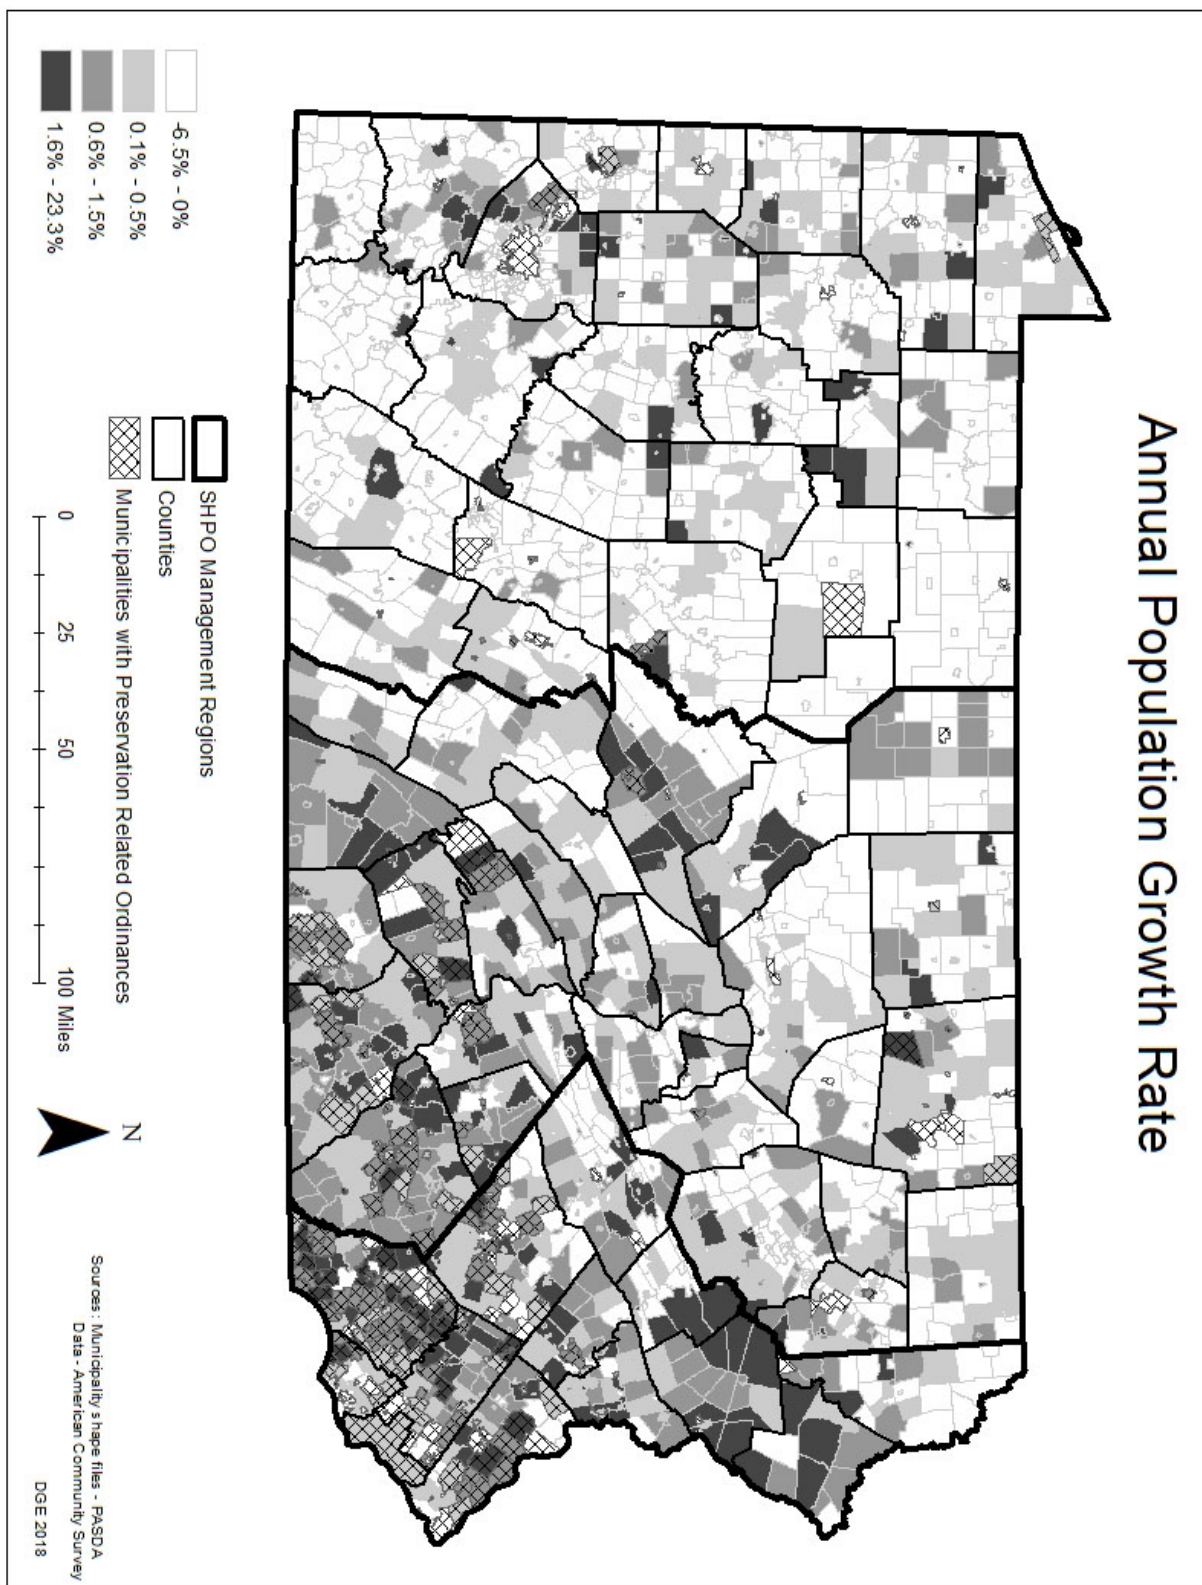 Annual Population Growth Rate
-6.5% - 0%
0.1% - 0.5%
0.6% - 1.5%
1.6% - 23.3%
SHPO Management Regions
Counties
Municipalities with Preservation Related Ordinances
0 25 50 100 Miles
N
Sources: Municipality shape files - PASDA
Data - American Community Survey
DGE 2018